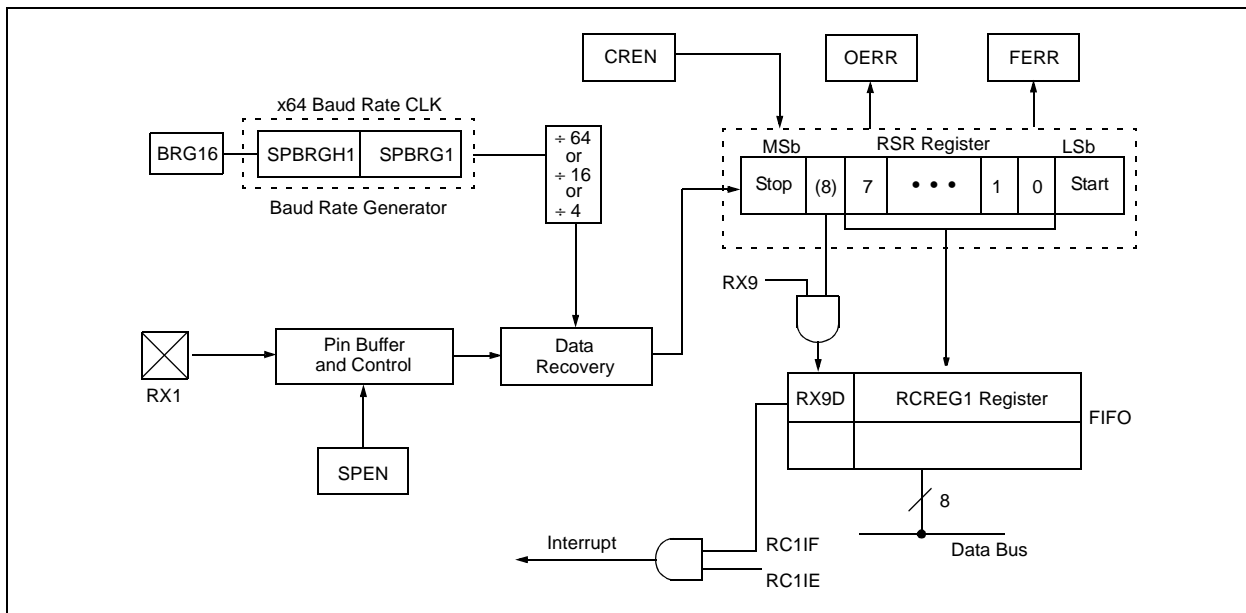 CREN
OERR
FERR
x64 Baud Rate CLK
BRG16
SPBRGH1
SPBRG1
Baud Rate Generator
÷ 64
or
÷ 16
or
÷ 4
MSb
RSR Register
LSb
Stop
(8)
7
• • •
1
0
Start
RX9
RX1
Pin Buffer
and Control
Data
Recovery
SPEN
RX9D
RCREG1 Register
FIFO
8
Data Bus
Interrupt
RC1IF
RC1IE